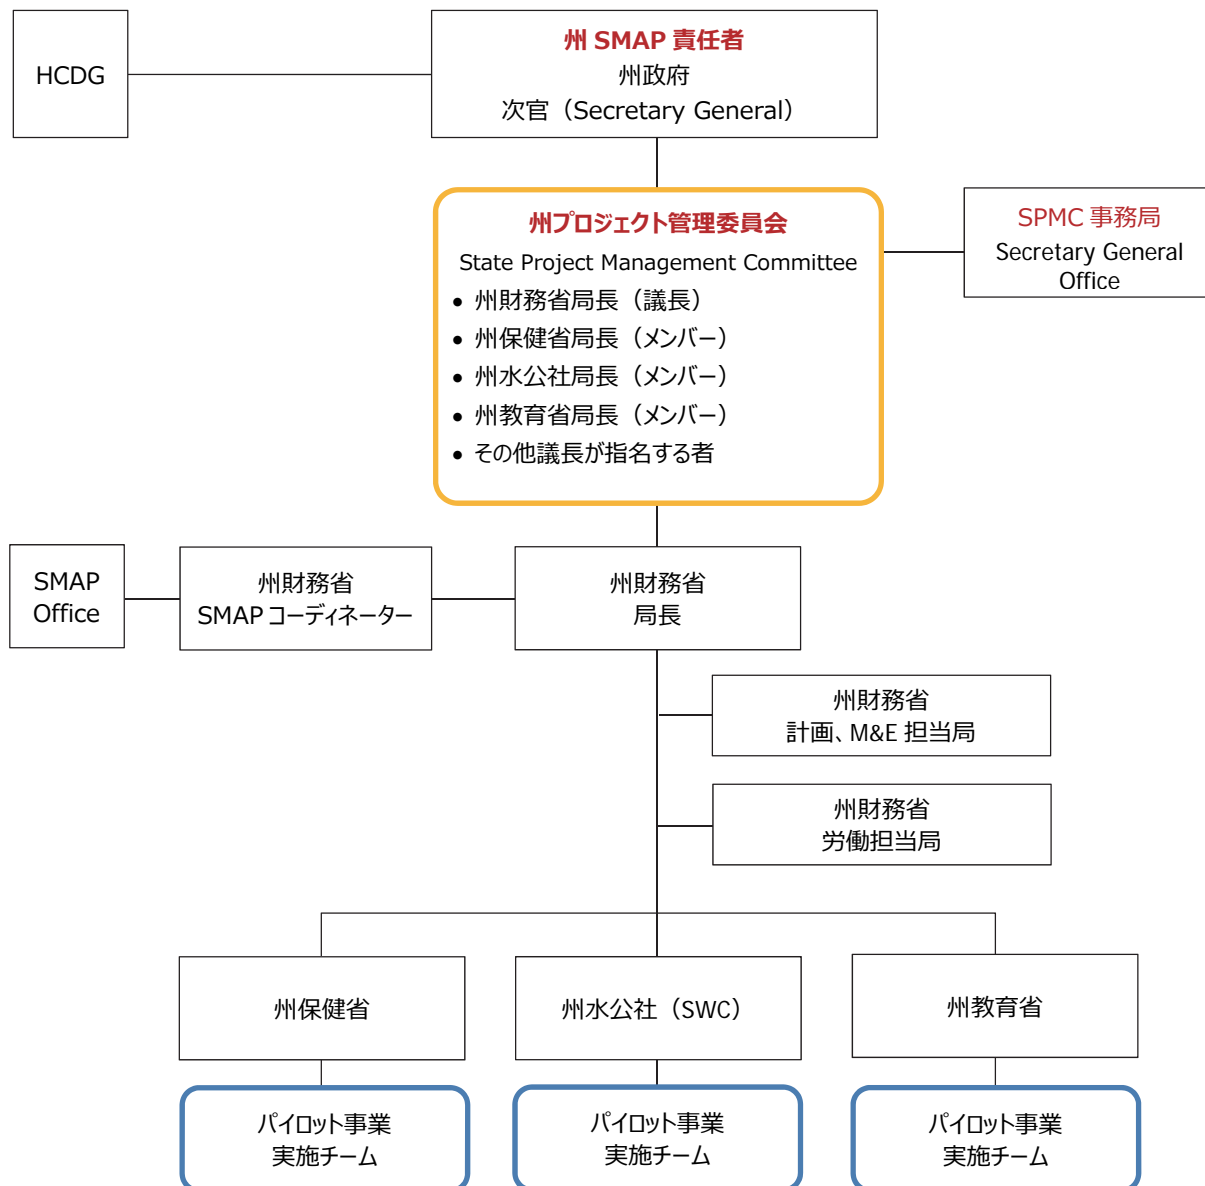 HCDG
州 SMAP 責任者
州政府
次官（Secretary General）
州プロジェクト管理委員会
State Project Management Committee
• 州財務省局長（議長）
• 州保健省局長（メンバー）
• 州水公社局長（メンバー）
• 州教育省局長（メンバー）
• その他議長が指名する者
SPMC 事務局
Secretary General
Office
SMAP
Office
州財務省
SMAP コーディネーター
州財務省
局長
州財務省
計画、M&E 担当局
州財務省
労働担当局
州保健省
州水公社（SWC）
州教育省
パイロット事業
実施チーム
パイロット事業
実施チーム
パイロット事業
実施チーム